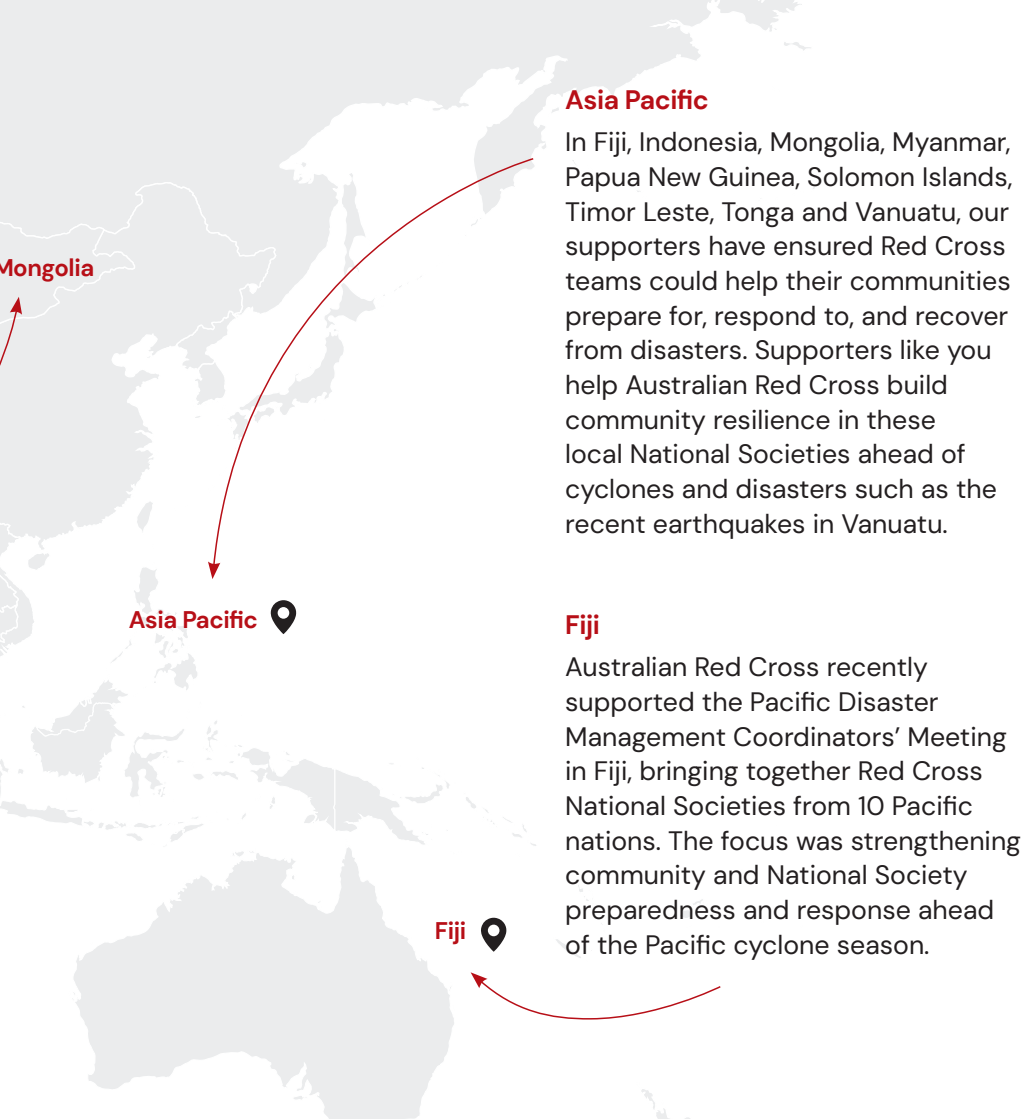 Asia Pacific
In Fiji, Indonesia, Mongolia, Myanmar,
Papua New Guinea, Solomon Islands,
Timor Leste, Tonga and Vanuatu, our
supporters have ensured Red Cross
teams could help their communities
prepare for, respond to, and recover
from disasters. Supporters like you
help Australian Red Cross build
community resilience in these
local National Societies ahead of
cyclones and disasters such as the
recent earthquakes in Vanuatu.
Mongolia
Asia Pacific
Fiji
Australian Red Cross recently
supported the Pacific Disaster
Management Coordinators’ Meeting
in Fiji, bringing together Red Cross
National Societies from 10 Pacific
nations. The focus was strengthening
community and National Society
preparedness and response ahead
of the Pacific cyclone season.
Fiji